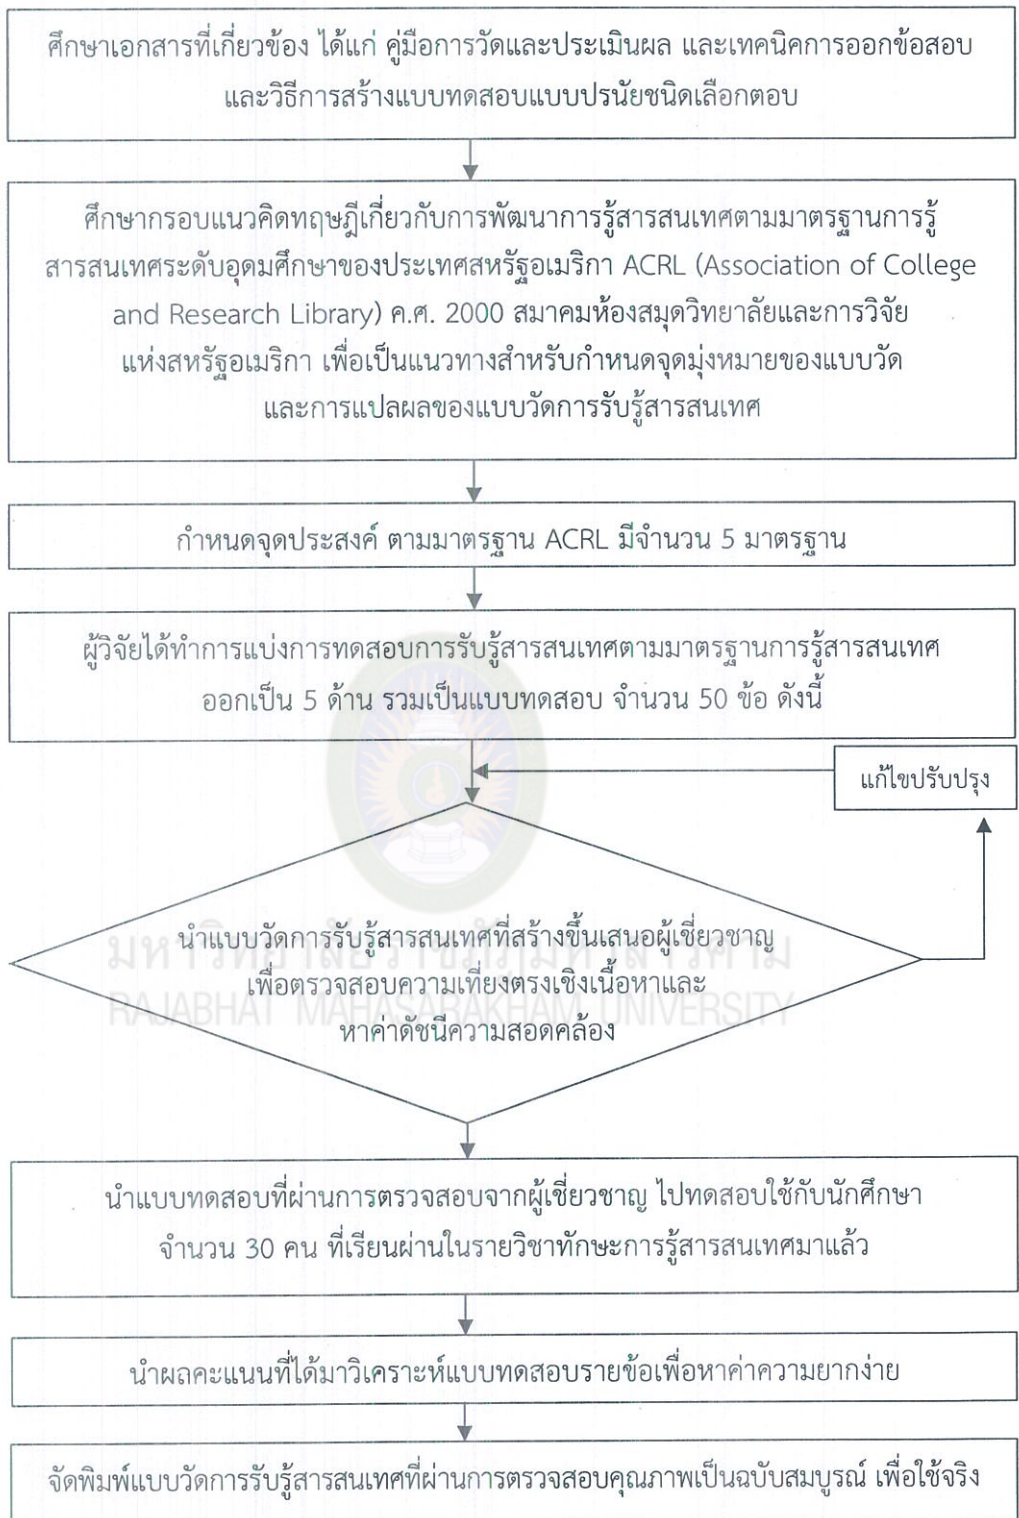 ศึกษาเอกสารที่เกี่ยวข้อง ได้แก่ คู่มือการวัดและประเมินผล และเทคนิคการออกข้อสอบ
และวิธีการสร้างแบบทดสอบแบบปรนัยชนิดเลือกตอบ
ศึกษากรอบแนวคิดทฤษฎีเกี่ยวกับการพัฒนาการรู้สารสนเทศตามมาตรฐานการรู้
สารสนเทศระดับอุดมศึกษาของประเทศสหรัฐอเมริกา ACRL (Association of College
and Research Library) ค.ศ. 2000 สมาคมห้องสมุดวิทยาลัยและการวิจัย
แห่งสหรัฐอเมริกา เพื่อเป็นแนวทางสำหรับกำหนดจุดมุ่งหมายของแบบวัด
และการแปลผลของแบบวัดการรับรู้สารสนเทศ
กำหนดจุดประสงค์ ตามมาตรฐาน ACRL มีจำนวน 5 มาตรฐาน
ผู้วิจัยได้ทำการแบ่งการทดสอบการรับรู้สารสนเทศตามมาตรฐานการรู้สารสนเทศ
ออกเป็น 5 ด้าน รวมเป็นแบบทดสอบ จำนวน 50 ข้อ ดังนี้
แก้ไขปรับปรุง
นำแบบวัดการรับรู้สารสนเทศที่สร้างขึ้นเสนอผู้เชี่ยวชาญ
เพื่อตรวจสอบความเที่ยงตรงเชิงเนื้อหาและ
หาค่าดัชนีความสอดคล้อง
มหาวิทยาลัยราชภัฏมหาสารคาม
RAJABHAT MAHASARAKHAM UNIVERSITY
นำแบบทดสอบที่ผ่านการตรวจสอบจากผู้เชี่ยวชาญ ไปทดสอบใช้กับนักศึกษา
จำนวน 30 คน ที่เรียนผ่านในรายวิชาทักษะการรู้สารสนเทศมาแล้ว
นำผลคะแนนที่ได้มาวิเคราะห์แบบทดสอบรายข้อเพื่อหาค่าความยากง่าย
จัดพิมพ์แบบวัดการรับรู้สารสนเทศที่ผ่านการตรวจสอบคุณภาพเป็นฉบับสมบูรณ์ เพื่อใช้จริง